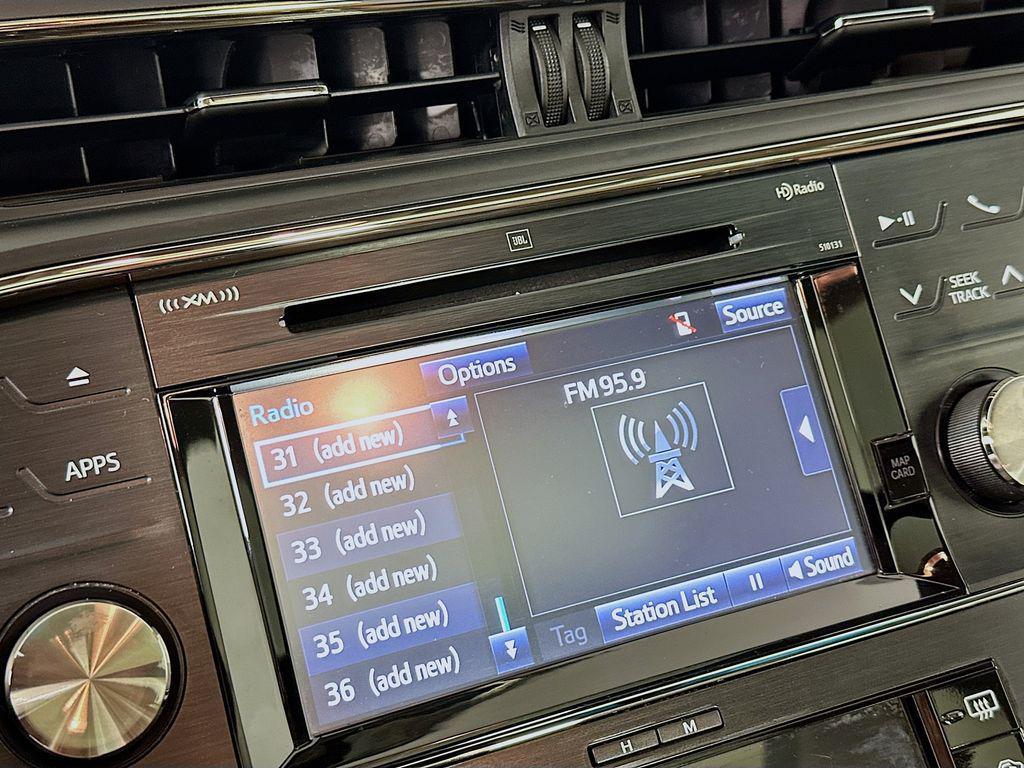 HD Radio
JBL
510131
XM
SEEK
TRACK
Source
Options
Radio
FM 95.9
31 (add new)
32 (add new)
33 (add new)
34 (add new)
35 (add new)
36 (add new)
APPS
MAP
CARD
Tag
Station List
Sound
H
M